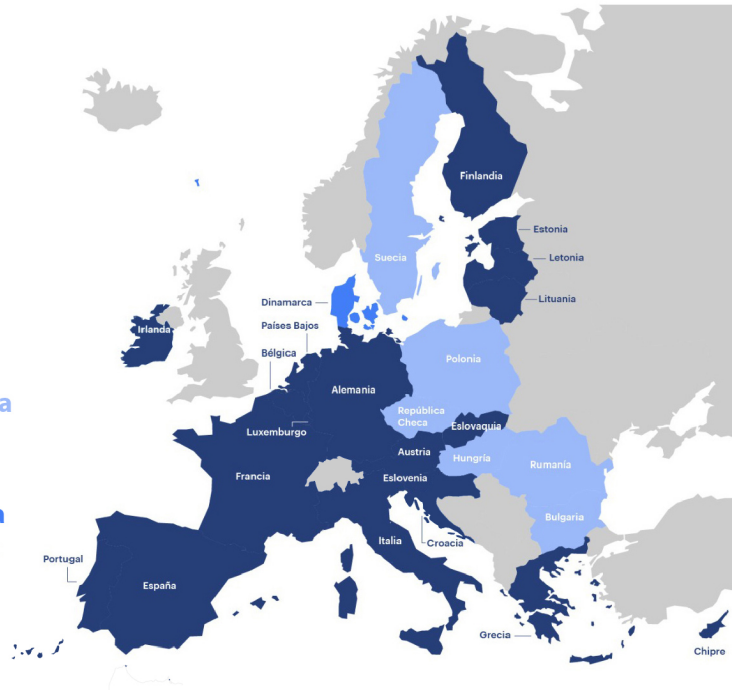 Finlandia
Estonia
Suecia
Letonia
Lituania
Dinamarca
Países Bajos
Irlanda
Bélgica
Polonia
Alemania
a
República
Checa
Eslovaquia
Luxemburgo
Austria
Hungría
Rumanía
Francia
Eslovenia
a
Bulgaria
Italia
Croacia
Portugal
España
Grecia
Chipre